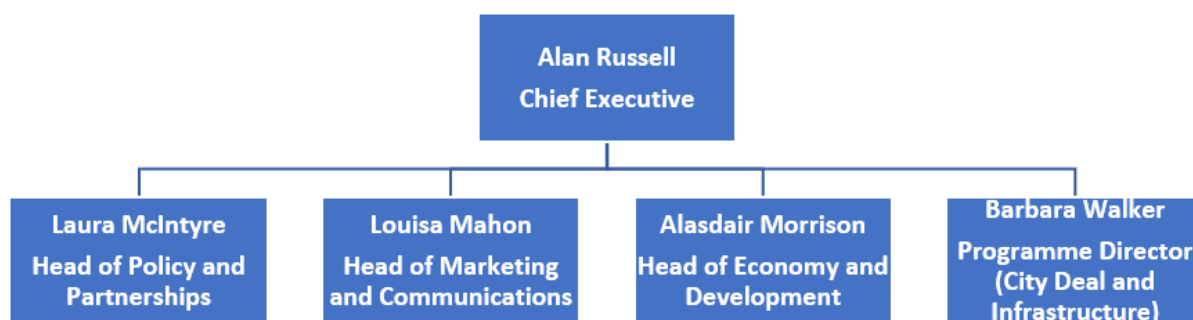 Alan Russell
Chief Executive
Laura McIntyre
Head of Policy and
Partnerships
Louisa Mahon
Head of Marketing
and Communications
Alasdair Morrison
Head of Economy and
Development
Barbara Walker
Programme Director
(City Deal and
Infrastructure)